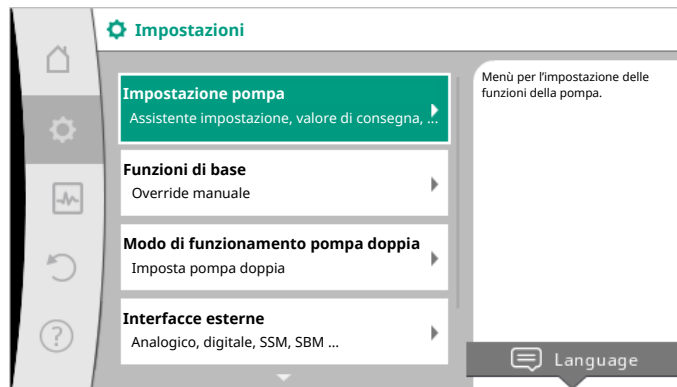 Impostazioni
Impostazione pompa
Assistente impostazione, valore di consegna, ...
Funzioni di base
Override manuale
Modo di funzionamento pompa doppia
Imposta pompa doppia
Interfacce esterne
Analogico, digitale, SSM, SBM ...
Menù per l'impostazione delle
funzioni della pompa.
Language